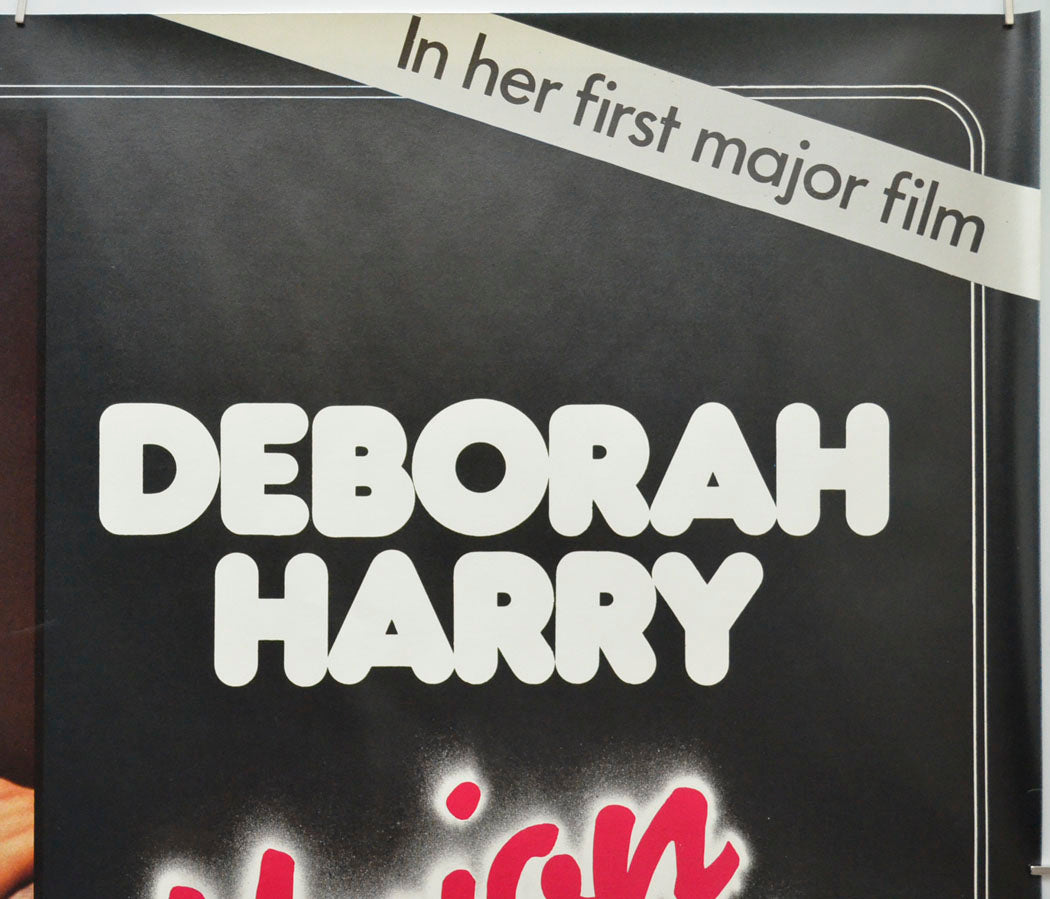 In her first major film
DEBORAH
HARRY